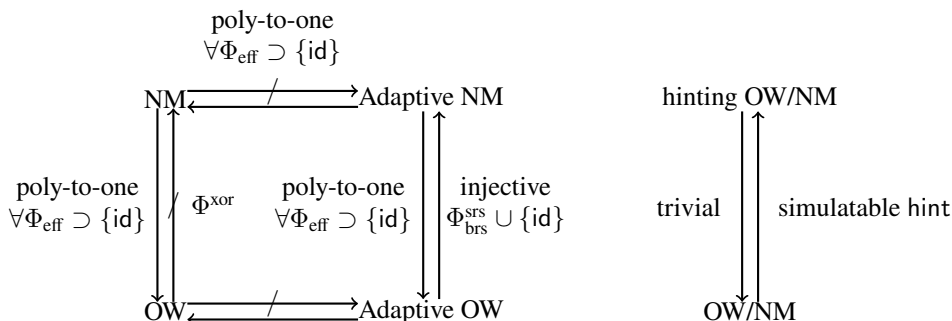 poly-to-one
∀Φ_eff ⊃ {id}
NM
Adaptive NM
hinting OW/NM
poly-to-one
∀Φ_eff ⊃ {id}
Φ^xor
poly-to-one
∀Φ_eff ⊃ {id}
injective
Φ^srs_brs ∪ {id}
trivial
simulatable hint
OW
Adaptive OW
OW/NM